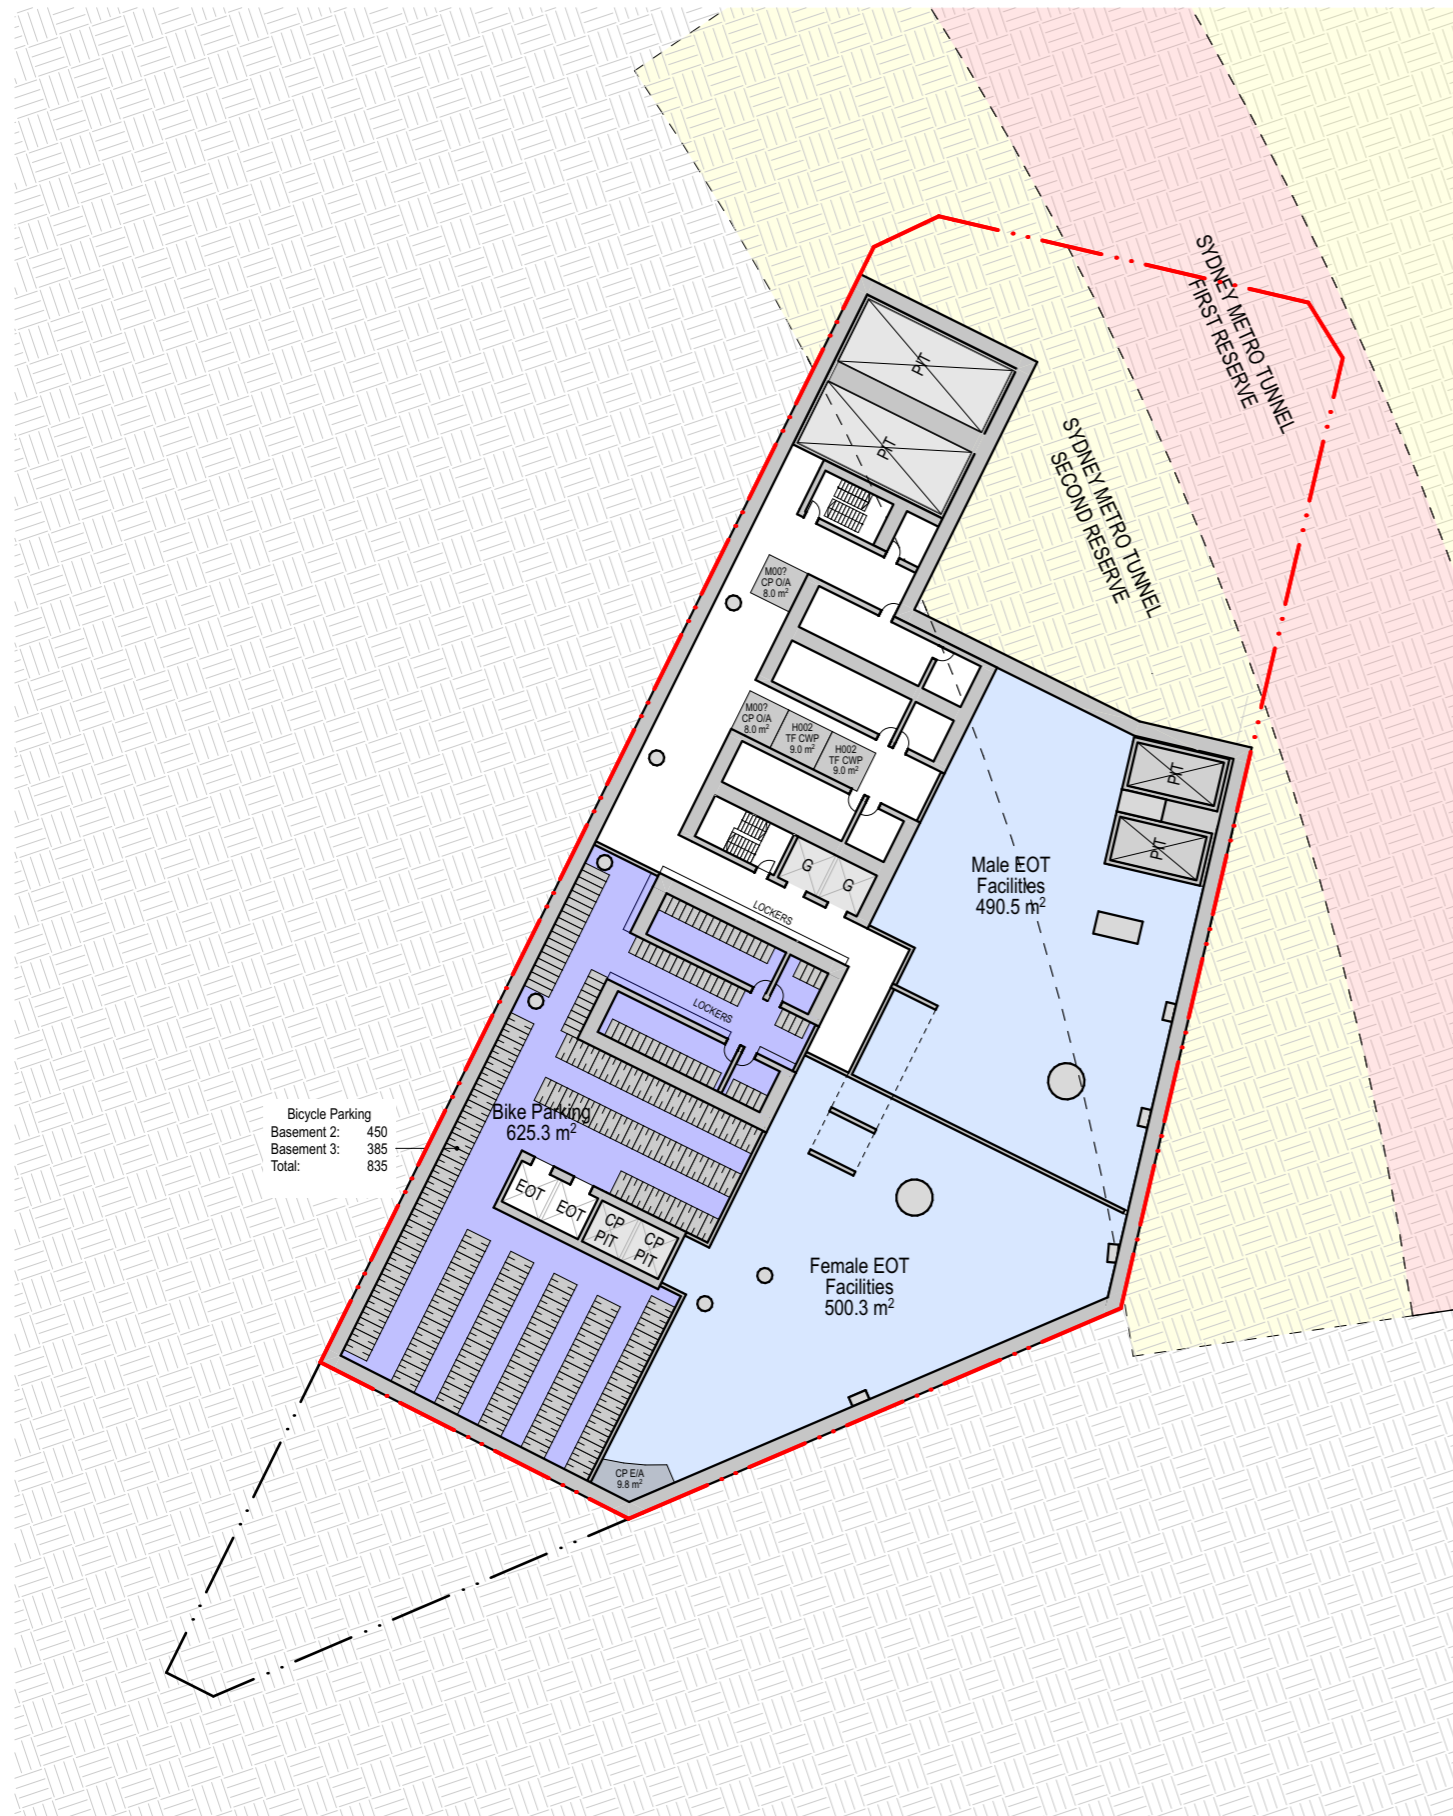 SYDNEY METRO TUNNEL
FIRST RESERVE
PIT
PIT
SYDNEY METRO TUNNEL
SECOND RESERVE
M00?
CP O/A
8.0 m²
M00?
CP O/A
8.0 m²
H002
TF CWP
9.0 m²
H002
TF CWP
9.0 m²
PIT
PIT
G
G
Male EOT
Facilities
490.5 m²
LOCKERS
LOCKERS
Bicycle Parking
Basement 2: 450
Basement 3: 385
Total: 835
Bike Parking
625.3 m²
EOT
EOT
CP
PIT
CP
PIT
Female EOT
Facilities
500.3 m²
CP E/A
9.8 m²